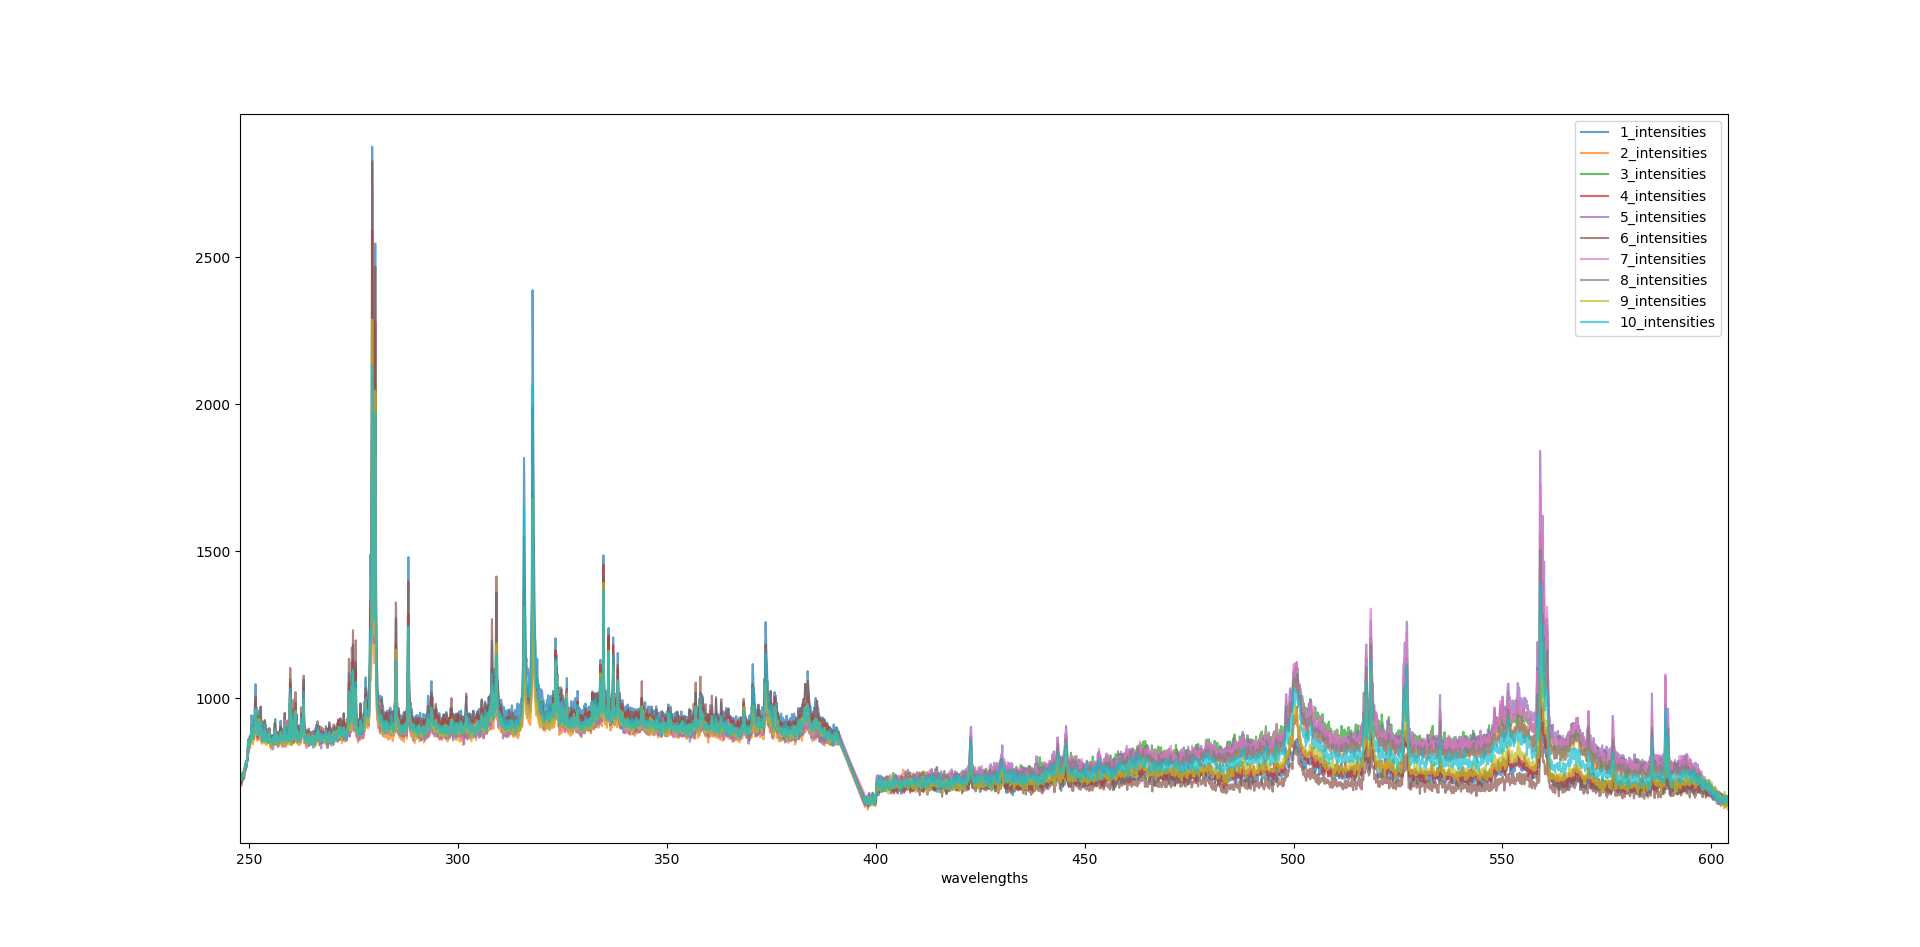 1_intensities
2_intensities
3_intensities
4_intensities
5_intensities
6_intensities
7_intensities
8_intensities
9_intensities
10_intensities
2500
2000
1500
1000
250 300 350 400 450 500 550 600
wavelengths